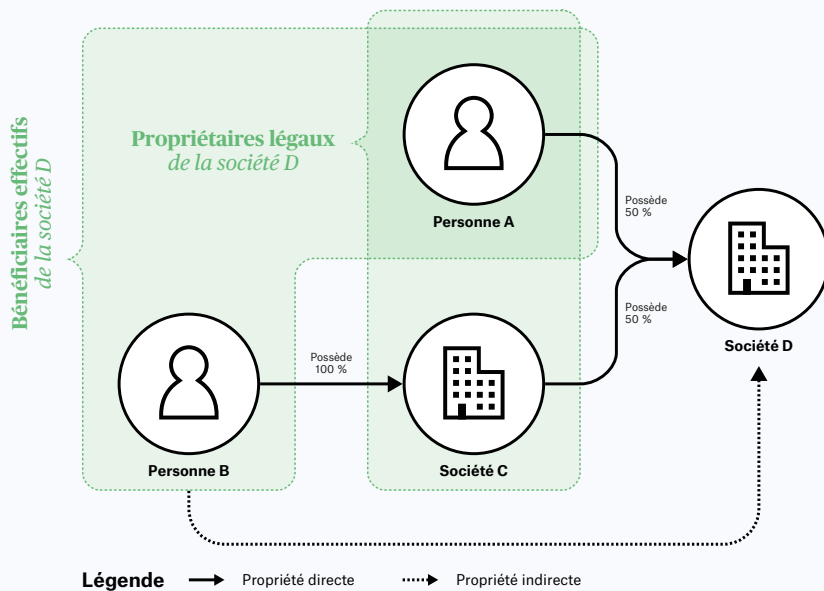 Bénéficiaires effectifs
de la société D
Propriétaires légaux
de la société D
Personne A
Possède
50 %
Possède
50 %
Société D
Possède
100 %
Personne B
Société C
Légende
Propriété directe
Propriété indirecte